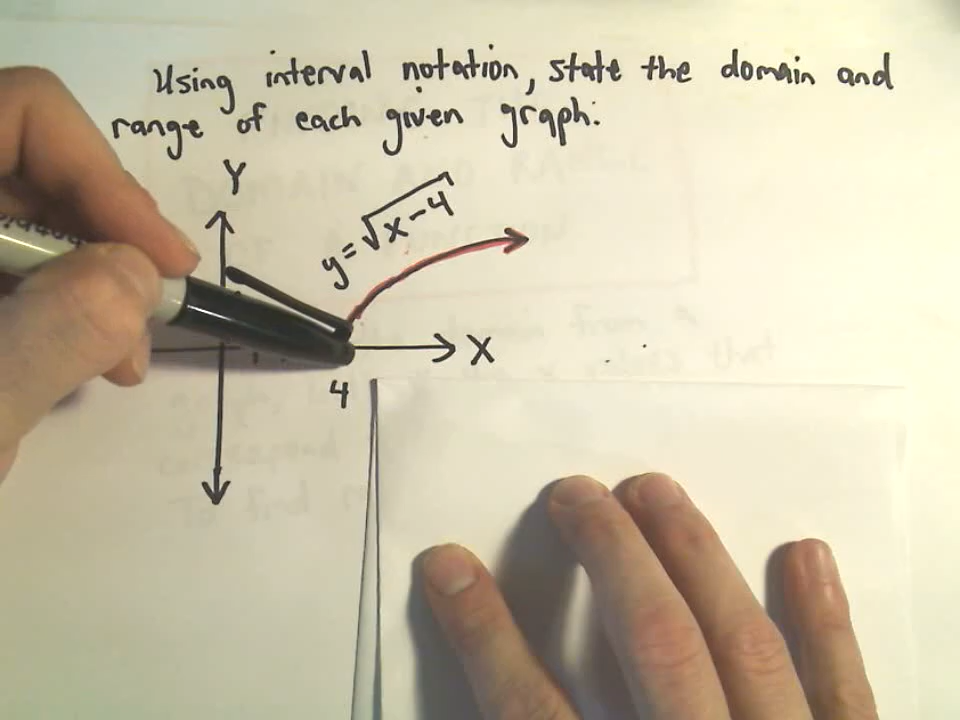 Using interval notation, state the domain and
range of each given graph:
Y
y = √x-4
X
4